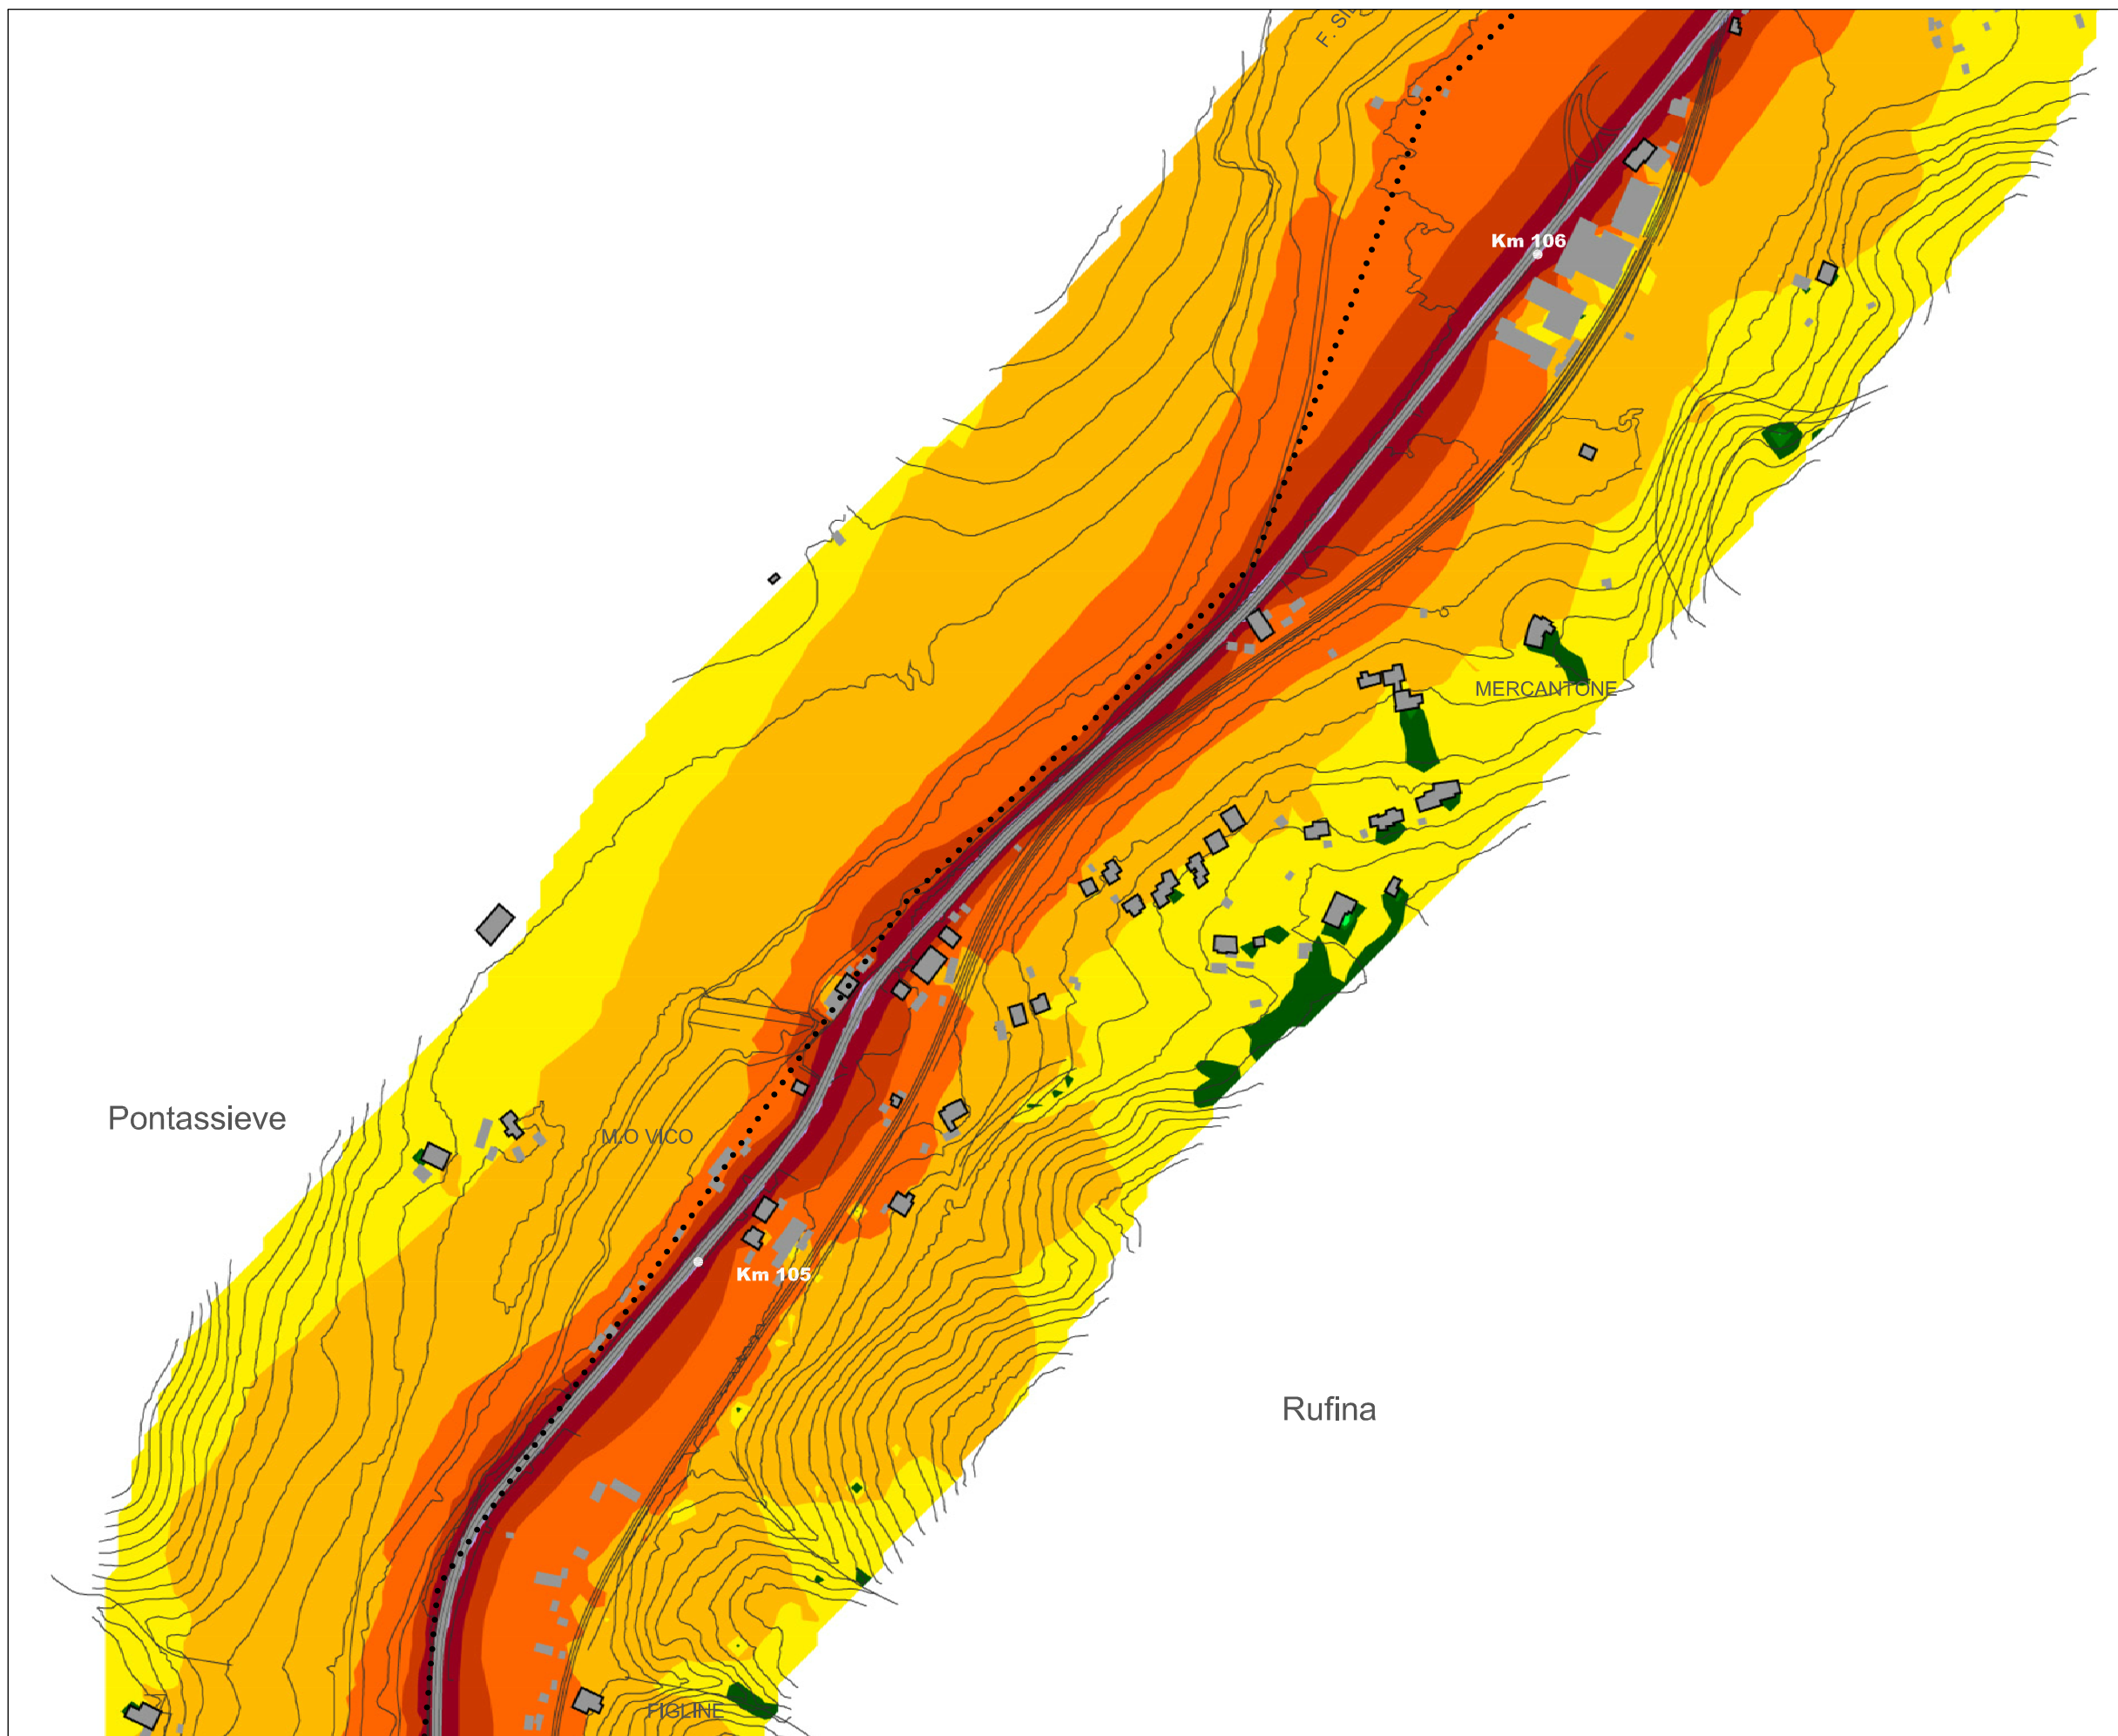 Km 106
MERCANTONE
Pontassieve
M.O VICO
Km 105
Rufina
FIGLINE